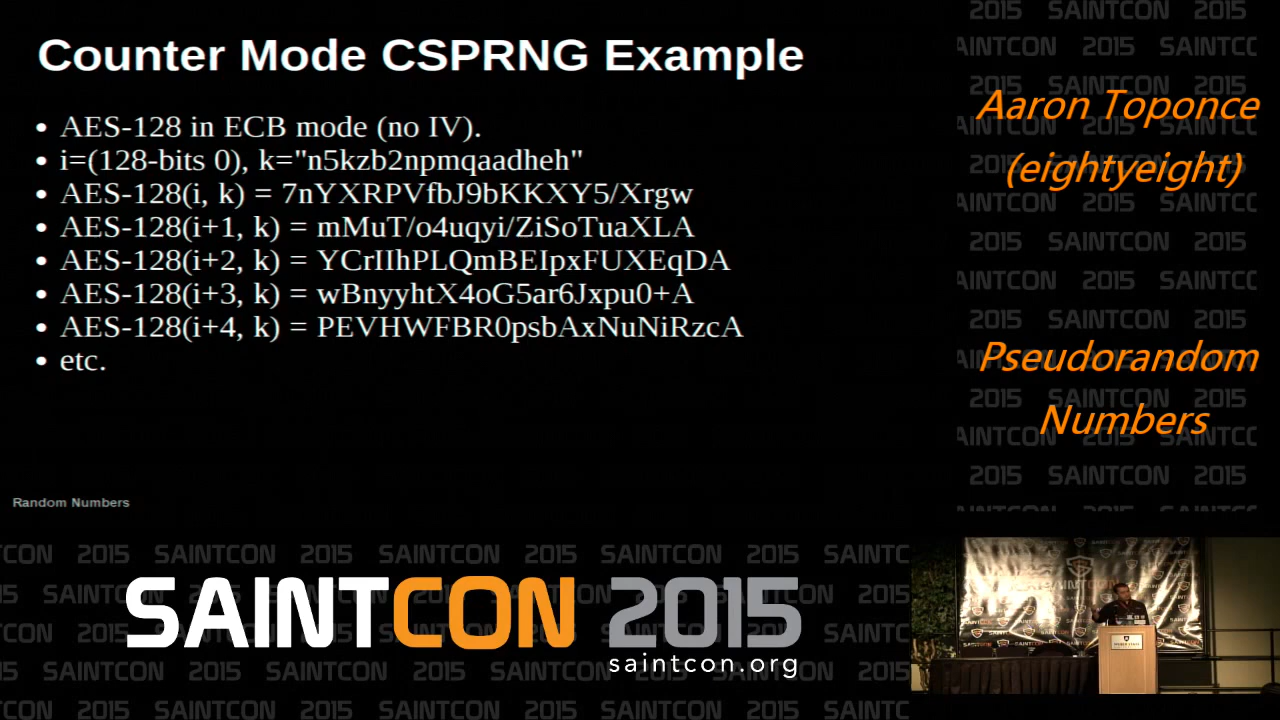 Counter Mode CSPRNG Example
• AES-128 in ECB mode (no IV).
• i=(128-bits 0), k="n5kzb2npmqaadheh"
• AES-128(i, k) = 7nYXRPVfbJ9bKKXY5/Xrgw
• AES-128(i+1, k) = mMuT/o4uqyi/ZiSoTuaXLA
• AES-128(i+2, k) = YCrIIhPLQmBEIpxFUXEqDA
• AES-128(i+3, k) = wBnyyhtX4oG5ar6Jxpu0+A
• AES-128(i+4, k) = PEVHWFBR0psbAxNuNiRzcA
• etc.
Random Numbers
Aaron Toponce
(eightyeight)
Pseudorandom
Numbers
SAINTCON 2015
saintcon.org